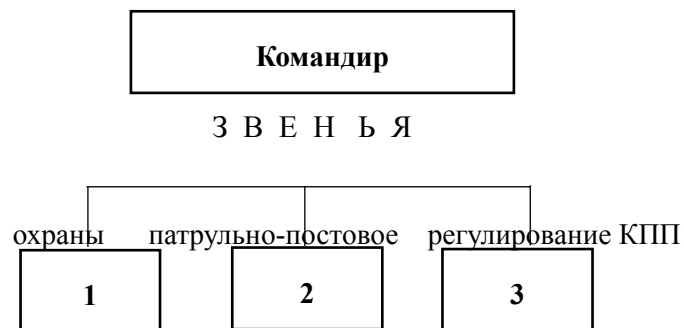 Командир
З В Е Н Ь Я
охраны патрульно-постовое регулирование КПП
1 2 3